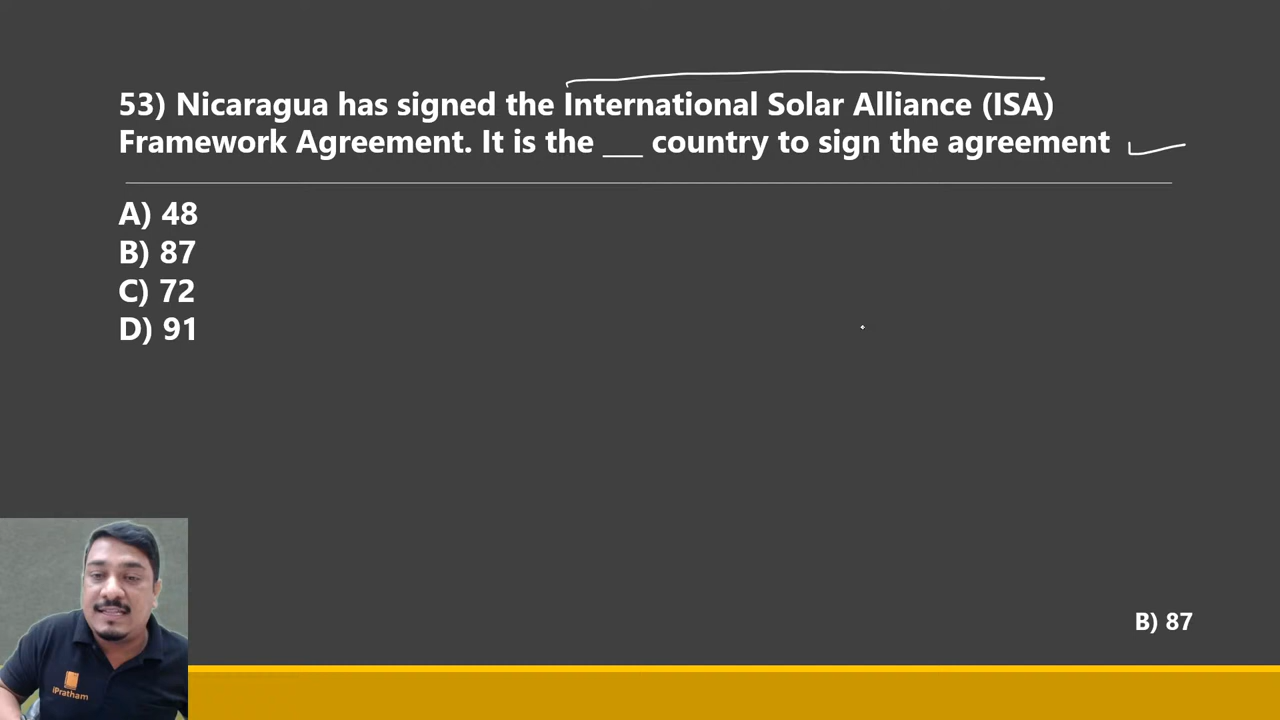 53) Nicaragua has signed the International Solar Alliance (ISA)
Framework Agreement. It is the ___ country to sign the agreement
A) 48
B) 87
C) 72
D) 91
B) 87
iPratham